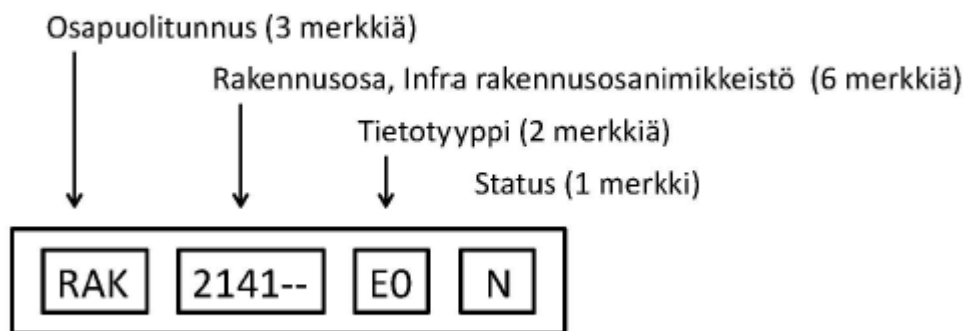 Osapuolitunnus (3 merkkiä)
Rakennusosa, Infra rakennusosanimikkeistö (6 merkkiä)
Tietotyyppi (2 merkkiä)
Status (1 merkki)
RAK 2141-- E0 N